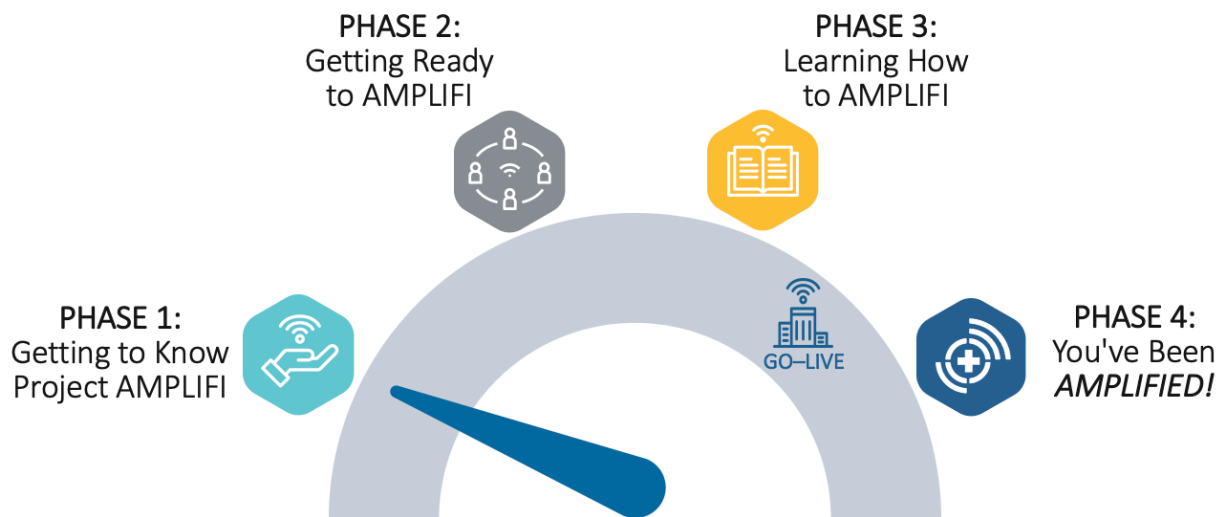 PHASE 1:
Getting to Know
Project AMPLIFI
PHASE 2:
Getting Ready
to AMPLIFI
PHASE 3:
Learning How
to AMPLIFI
GO–LIVE
PHASE 4:
You've Been
AMPLIFIED!